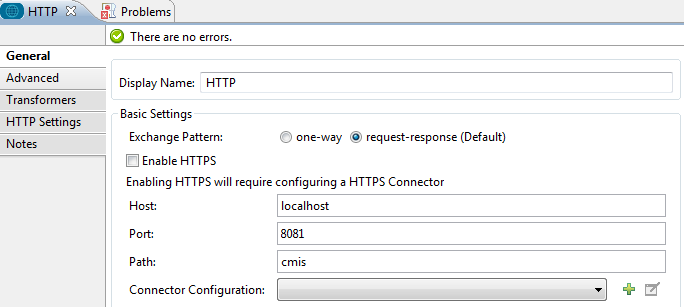 HTTP Problems
There are no errors.
General
Advanced
Transformers
HTTP Settings
Notes
Display Name: HTTP
Basic Settings
Exchange Pattern: one-way request-response (Default)
Enable HTTPS
Enabling HTTPS will require configuring a HTTPS Connector
Host: localhost
Port: 8081
Path: cmis
Connector Configuration: